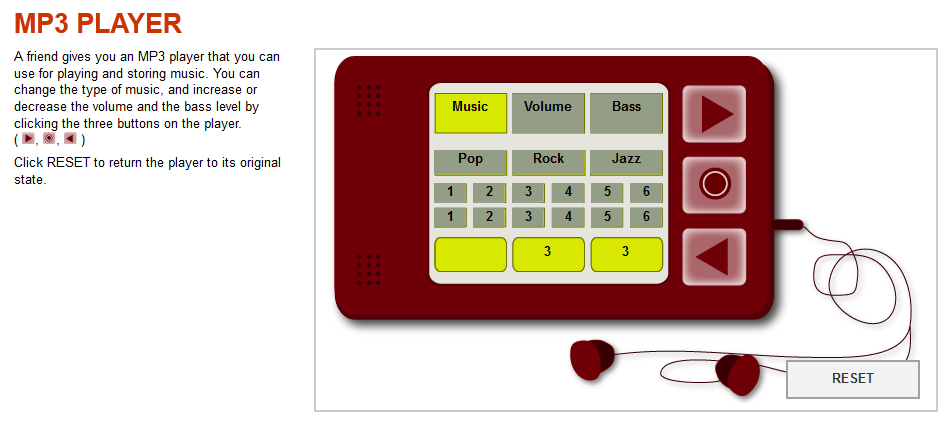 MP3 PLAYER
A friend gives you an MP3 player that you can
use for playing and storing music. You can
change the type of music, and increase or
decrease the volume and the bass level by
clicking the three buttons on the player.
( , , )
Click RESET to return the player to its original
state.
Music Volume Bass
Pop Rock Jazz
1 2 3 4 5 6
1 2 3 4 5 6
3 3
RESET